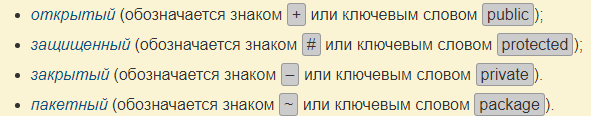 • открытый (обозначается знаком + или ключевым словом public);
• защищенный (обозначается знаком # или ключевым словом protected);
• закрытый (обозначается знаком – или ключевым словом private).
• пакетный (обозначается знаком ~ или ключевым словом package).